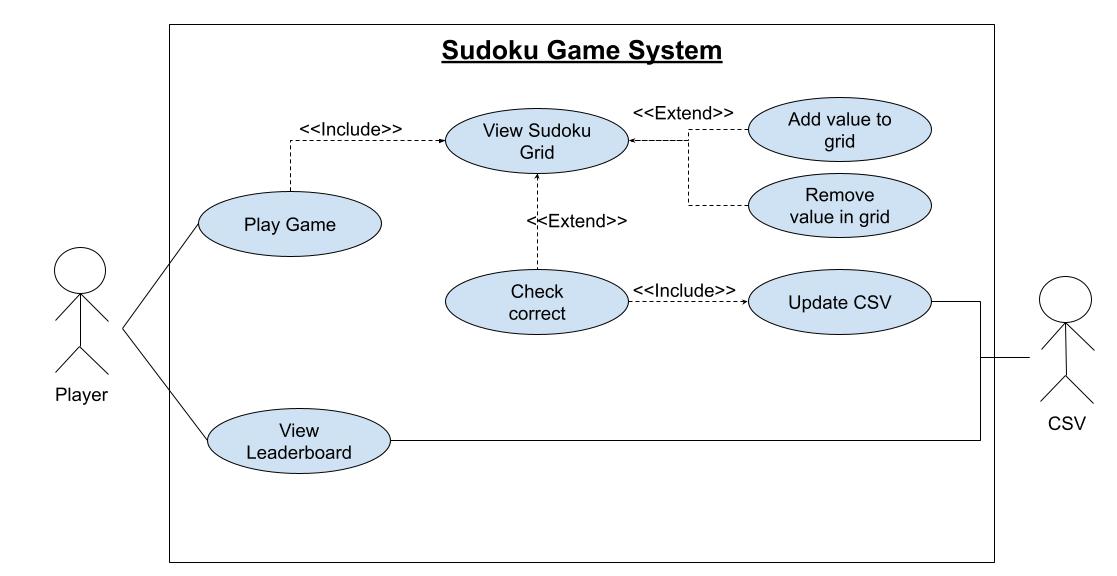 Sudoku Game System
<<Include>>
View Sudoku
Grid
<<Extend>>
Add value to
grid
Remove
value in grid
Play Game
<<Extend>>
Check
correct
<<Include>>
Update CSV
Player
View
Leaderboard
CSV